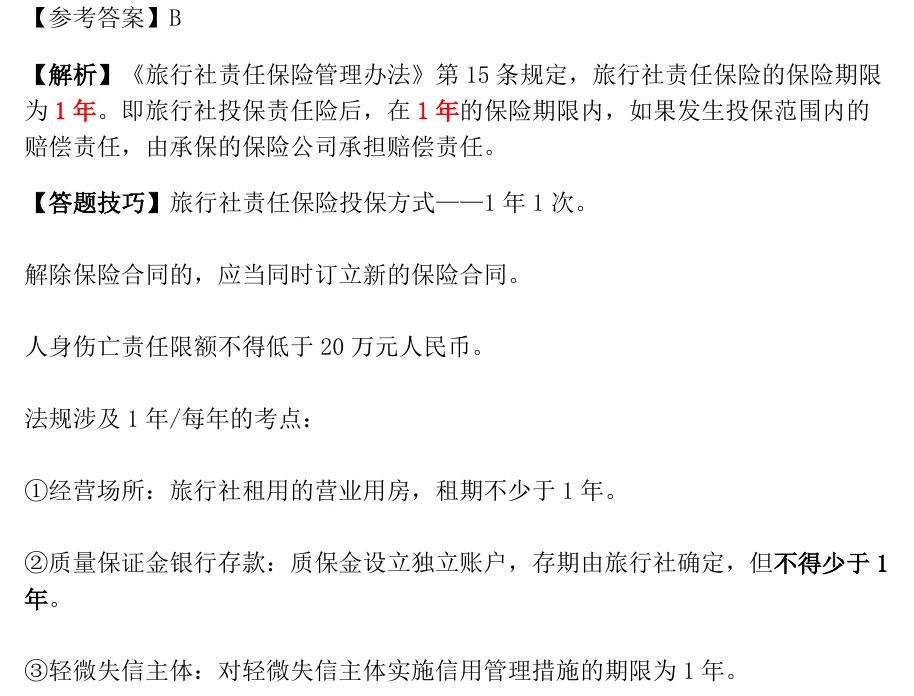 【参考答案】B
【解析】《旅行社责任保险管理办法》第 15 条规定，旅行社责任保险的保险期限
为 1 年。即旅行社投保责任险后，在 1 年的保险期限内，如果发生投保范围内的
赔偿责任，由承保的保险公司承担赔偿责任。
【答题技巧】旅行社责任保险投保方式——1 年 1 次。
解除保险合同的，应当同时订立新的保险合同。
人身伤亡责任限额不得低于 20 万元人民币。
法规涉及 1 年/每年的考点：
①经营场所：旅行社租用的营业用房，租期不少于 1 年。
②质量保证金银行存款：质保金设立独立账户，存期由旅行社确定，但不得少于 1
年。
③轻微失信主体：对轻微失信主体实施信用管理措施的期限为 1 年。